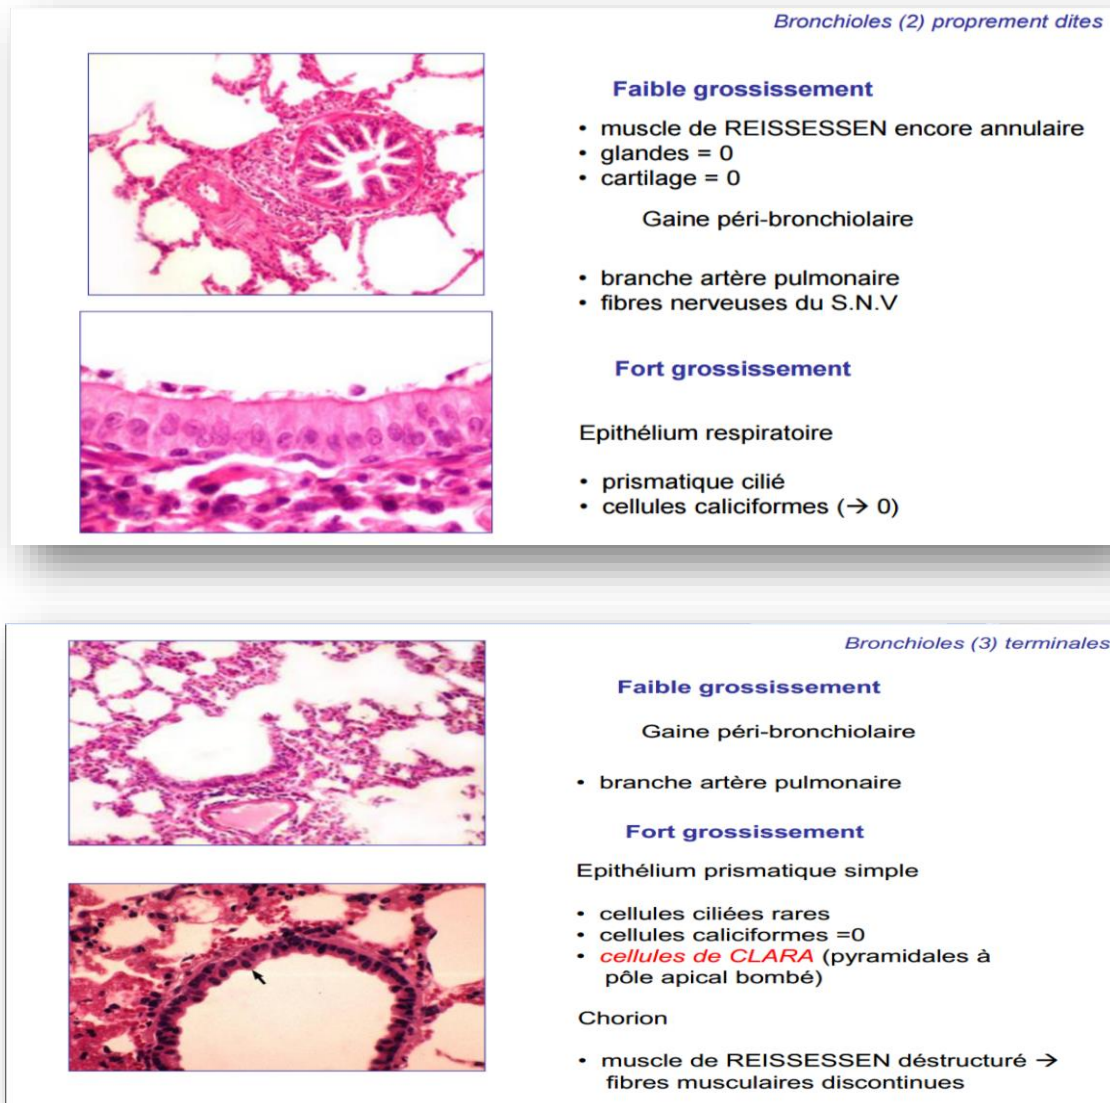 Bronchioles (2) proprement dites
Faible grossissement
• muscle de REISSESSEN encore annulaire
• glandes = 0
• cartilage = 0
Gaine péri-bronchiolaire
• branche artère pulmonaire
• fibres nerveuses du S.N.V
Fort grossissement
Epithélium respiratoire
• prismatique cilié
• cellules caliciformes (→ 0)
Bronchioles (3) terminales
Faible grossissement
Gaine péri-bronchiolaire
• branche artère pulmonaire
Fort grossissement
Epithélium prismatique simple
• cellules ciliées rares
• cellules caliciformes =0
• cellules de CLARA (pyramidales à
pôle apical bombé)
Chorion
• muscle de REISSESSEN déstructuré →
fibres musculaires discontinues